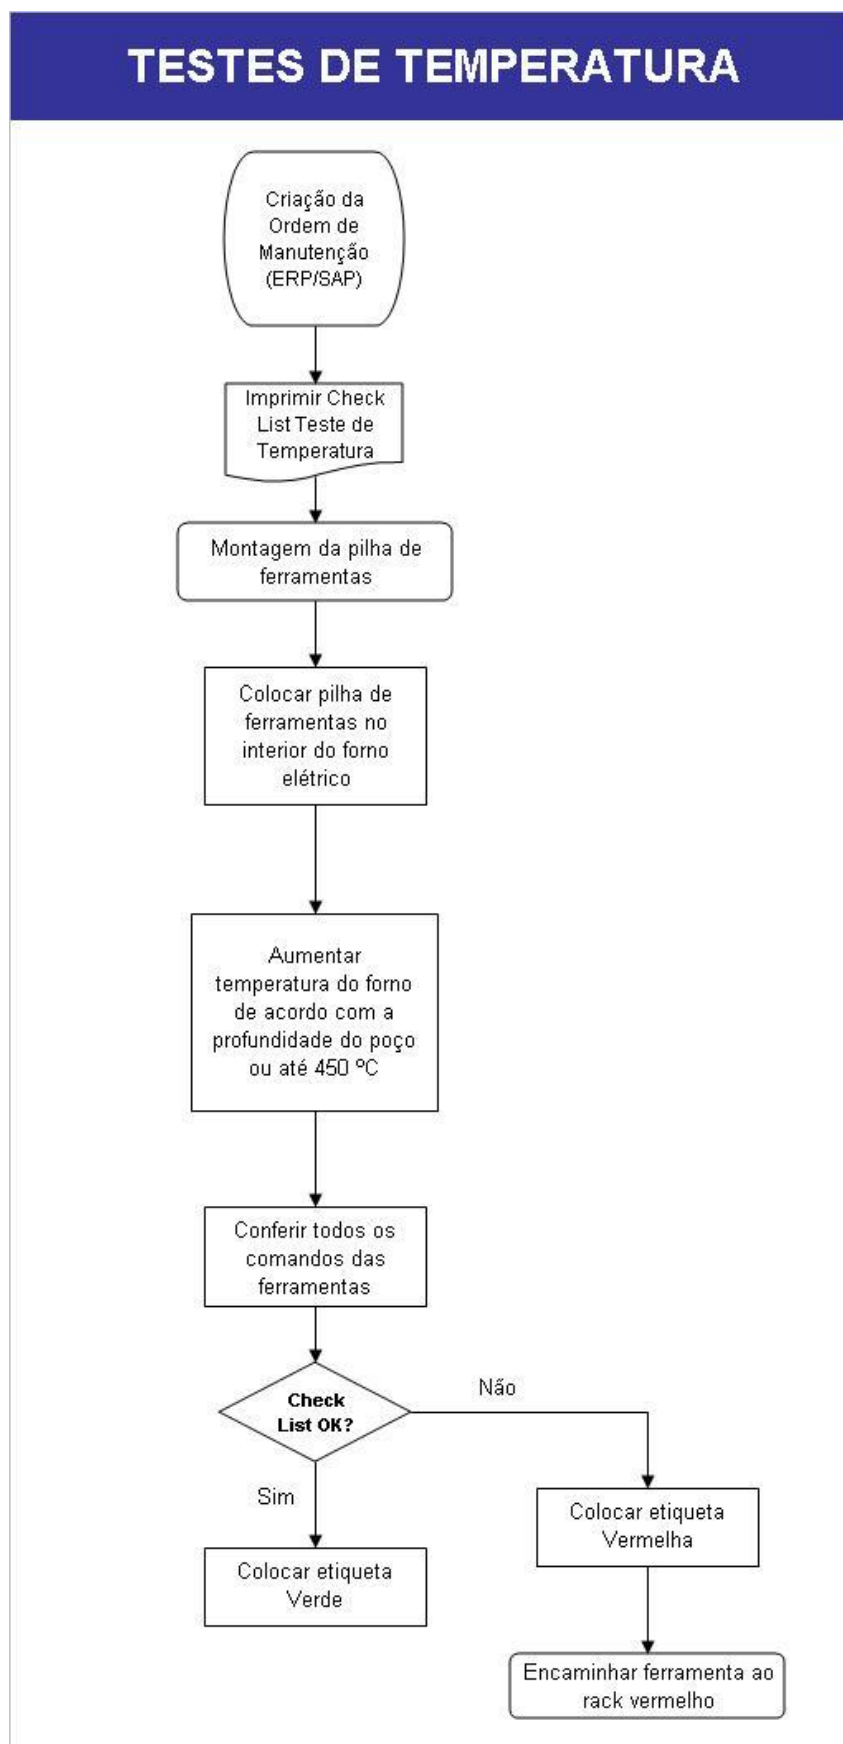 TESTES DE TEMPERATURA
Criação da
Ordem de
Manutenção
(ERP/SAP)
Imprimir Check
List Teste de
Temperatura
Montagem da pilha de
ferramentas
Colocar pilha de
ferramentas no
interior do forno
elétrico
Aumentar
temperatura do forno
de acordo com a
profundidade do poço
ou até 450 ºC
Conferir todos os
comandos das
ferramentas
Check
List OK?
Não
Sim
Colocar etiqueta
Vermelha
Colocar etiqueta
Verde
Encaminhar ferramenta ao
rack vermelho